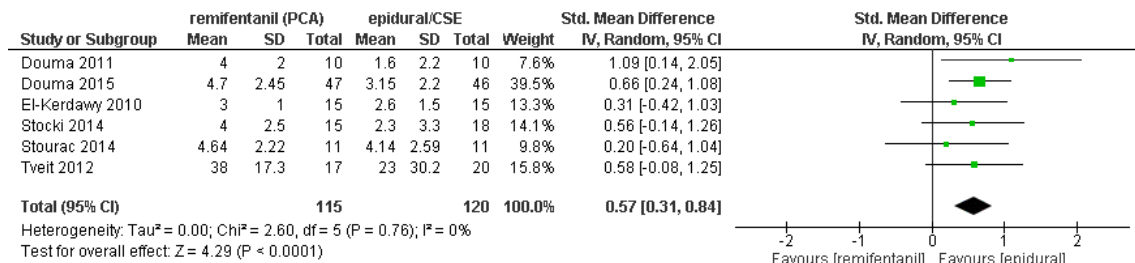 remifentanil (PCA) epidural/CSE Std. Mean Difference Std. Mean Difference
Study or Subgroup Mean SD Total Mean SD Total Weight IV, Random, 95% CI IV, Random, 95% CI
Douma 2011 4 2 10 1.6 2.2 10 7.6% 1.09 [0.14, 2.05]
Douma 2015 4.7 2.45 47 3.15 2.2 46 39.5% 0.66 [0.24, 1.08]
El-Kerdawy 2010 3 1 15 2.6 1.5 15 13.3% 0.31 [-0.42, 1.03]
Stocki 2014 4 2.5 15 2.3 3.3 18 14.1% 0.56 [-0.14, 1.26]
Stourac 2014 4.64 2.22 11 4.14 2.59 11 9.8% 0.20 [-0.64, 1.04]
Tveit 2012 38 17.3 17 23 30.2 20 15.8% 0.58 [-0.08, 1.25]
Total (95% CI) 115 120 100.0% 0.57 [0.31, 0.84]
Heterogeneity: Tau² = 0.00; Chi² = 2.60, df = 5 (P = 0.76); I² = 0%
Test for overall effect: Z = 4.29 (P < 0.0001)
-2 -1 0 1 2
Favours [remifentanil] Favours [epidural]